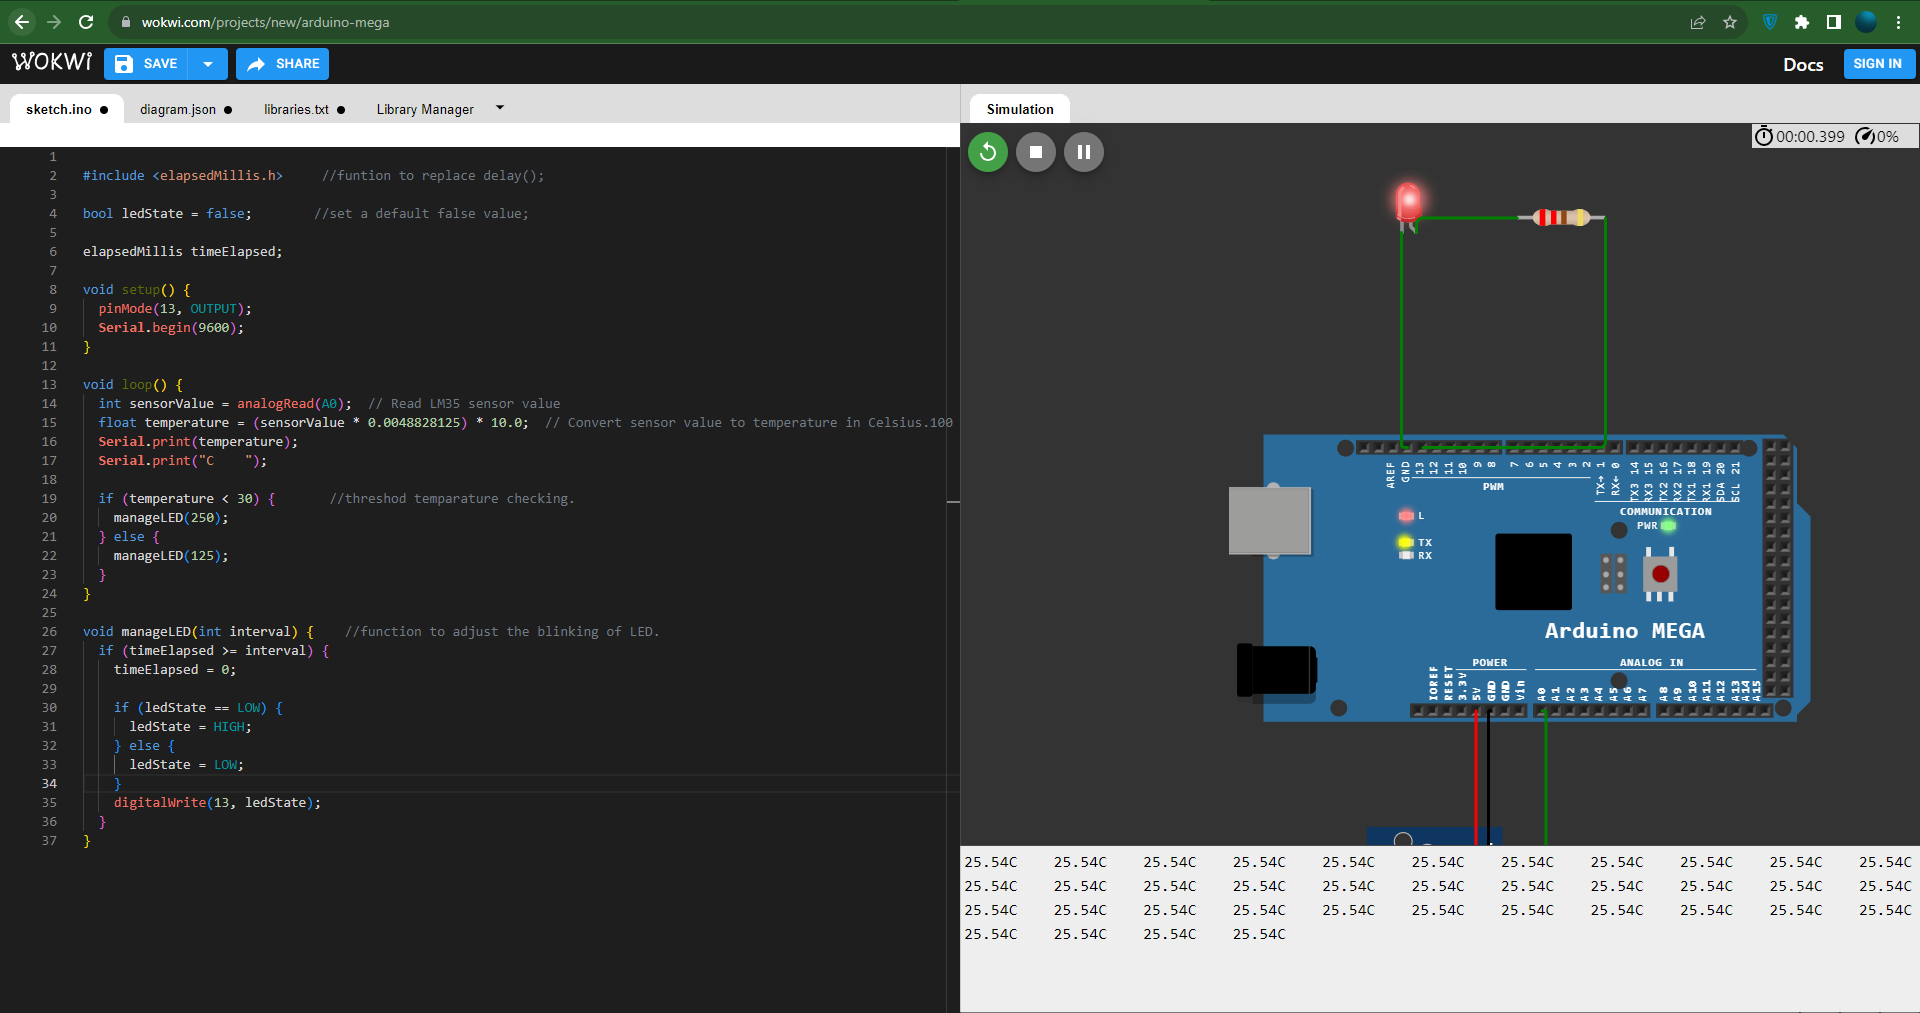 wokwi.com/projects/new/arduino-mega
WOKWI SAVE SHARE Docs SIGN IN
sketch.ino diagram.json libraries.txt Library Manager
Simulation
00:00.399 0%
1
2 #include <elapsedMillis.h> //funtion to replace delay();
3
4 bool ledState = false; //set a default false value;
5
6 elapsedMillis timeElapsed;
7
8 void setup() {
9 pinMode(13, OUTPUT);
10 Serial.begin(9600);
11 }
12
13 void loop() {
14 int sensorValue = analogRead(A0); // Read LM35 sensor value
15 float temperature = (sensorValue * 0.0048828125) * 10.0; // Convert sensor value to temperature in Celsius.100
16 Serial.print(temperature);
17 Serial.print("C    ");
18
19 if (temperature < 30) { //threshod temparature checking.
20 manageLED(250);
21 } else {
22 manageLED(125);
23 }
24 }
25
26 void manageLED(int interval) { //function to adjust the blinking of LED.
27 if (timeElapsed >= interval) {
28 timeElapsed = 0;
29
30 if (ledState == LOW) {
31 ledState = HIGH;
32 } else {
33 ledState = LOW;
34 }
35 digitalWrite(13, ledState);
36 }
37 }
AREF GND 13 12 11 10 9 8 7 6 5 4 3 2 TX→ 1 RX← 0 TX3 14 RX3 15 TX2 16 RX2 17 TX1 18 RX1 19 SDA 20 SCL 21
PWM
COMMUNICATION
L
PWR
TX
RX
Arduino MEGA
POWER ANALOG IN
IOREF RESET 3.3V 5V GND GND Vin A0 A1 A2 A3 A4 A5 A6 A7 A8 A9 A10 A11 A12 A13 A14 A15
25.54C 25.54C 25.54C 25.54C 25.54C 25.54C 25.54C 25.54C 25.54C 25.54C 25.54C
25.54C 25.54C 25.54C 25.54C 25.54C 25.54C 25.54C 25.54C 25.54C 25.54C 25.54C
25.54C 25.54C 25.54C 25.54C 25.54C 25.54C 25.54C 25.54C 25.54C 25.54C 25.54C
25.54C 25.54C 25.54C 25.54C